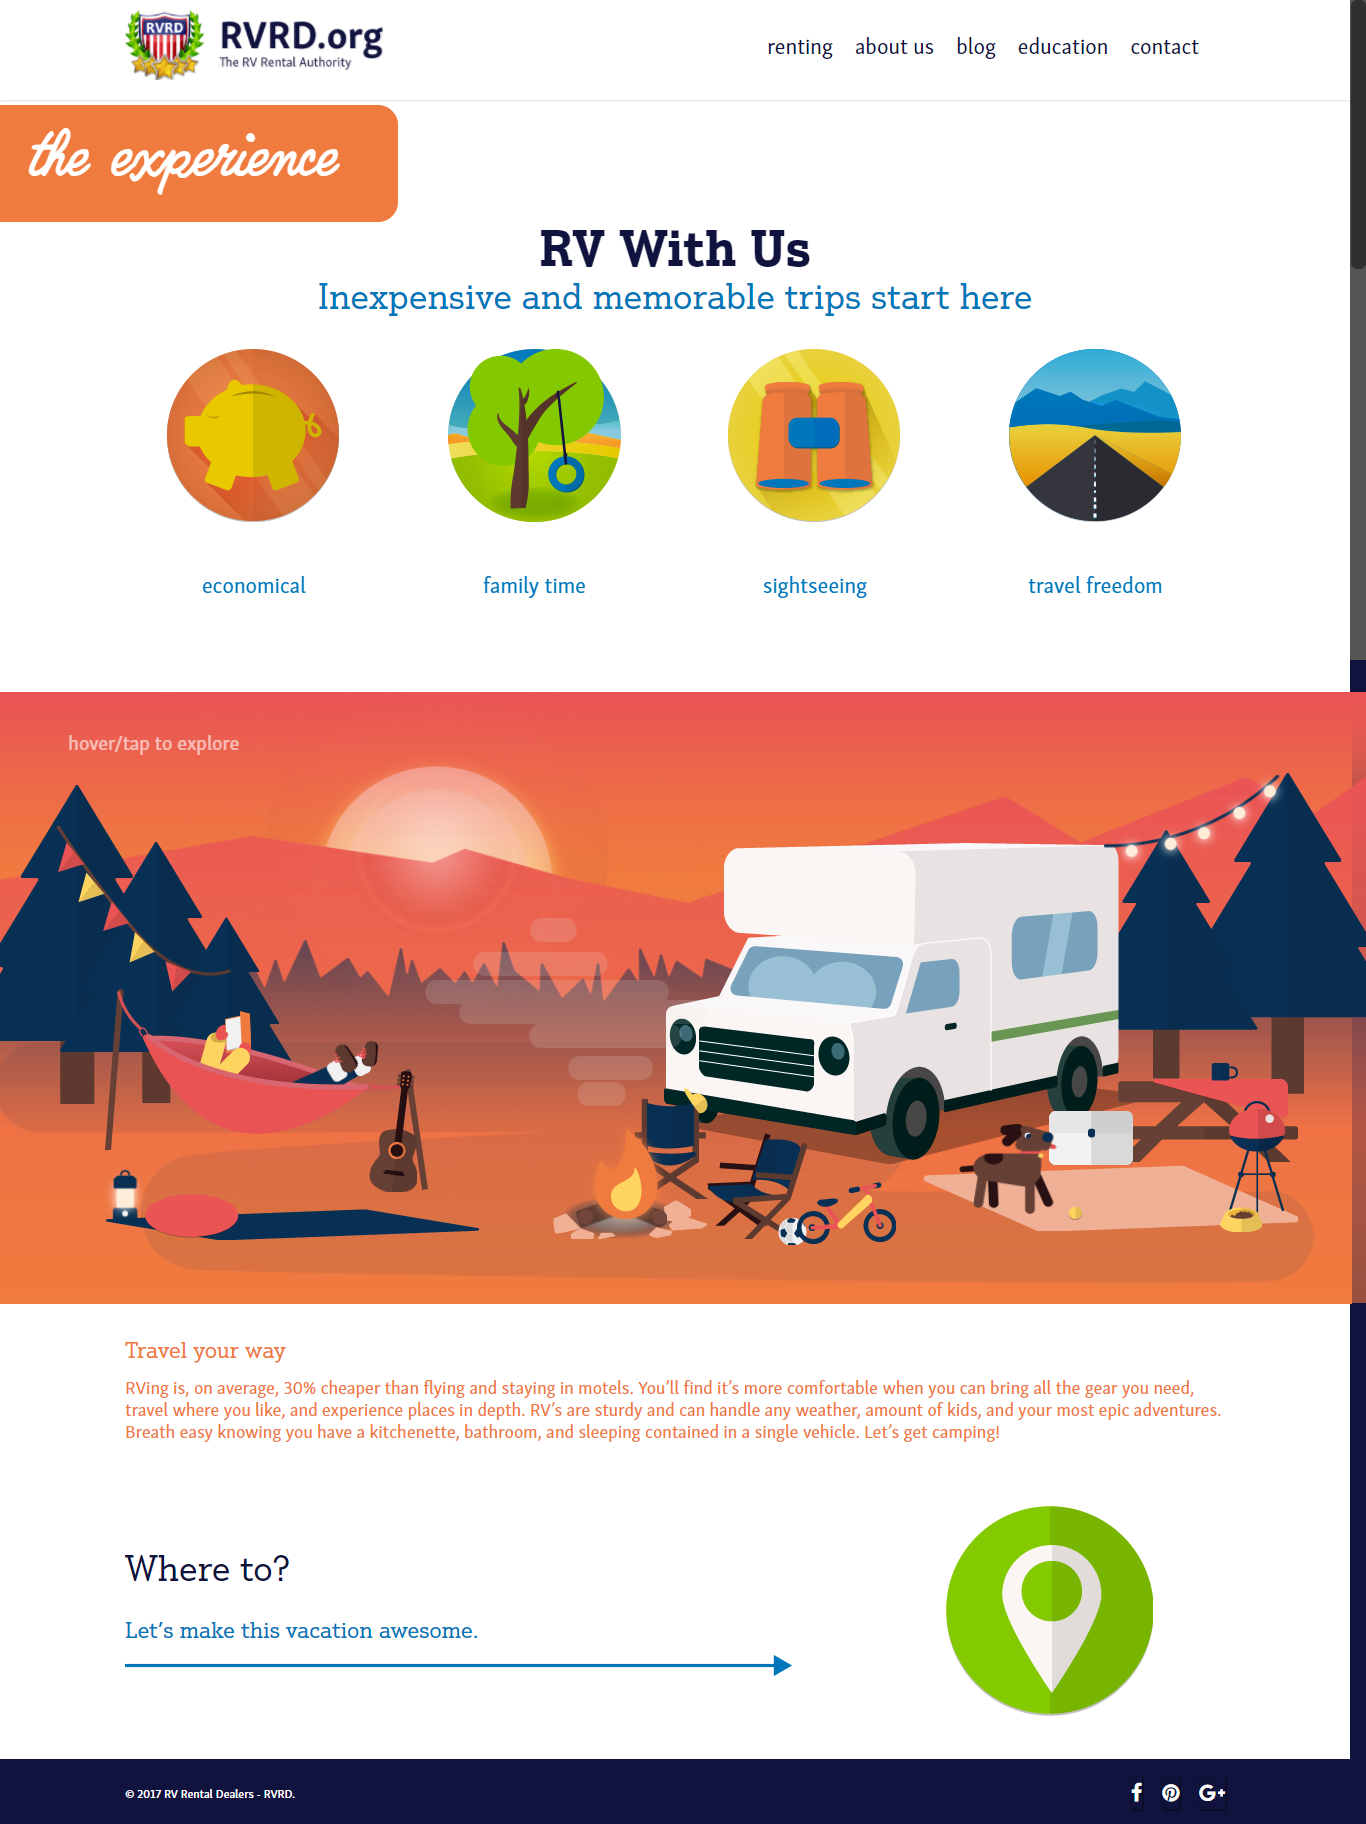 RVRD
RVRD.org
The RV Rental Authority
renting about us blog education contact
the experience
RV With Us
Inexpensive and memorable trips start here
economical family time sightseeing travel freedom
hover/tap to explore
Travel your way
RVing is, on average, 30% cheaper than flying and staying in motels. You’ll find it’s more comfortable when you can bring all the gear you need,
travel where you like, and experience places in depth. RV’s are sturdy and can handle any weather, amount of kids, and your most epic adventures.
Breath easy knowing you have a kitchenette, bathroom, and sleeping contained in a single vehicle. Let’s get camping!
Where to?
Let’s make this vacation awesome.
© 2017 RV Rental Dealers - RVRD.